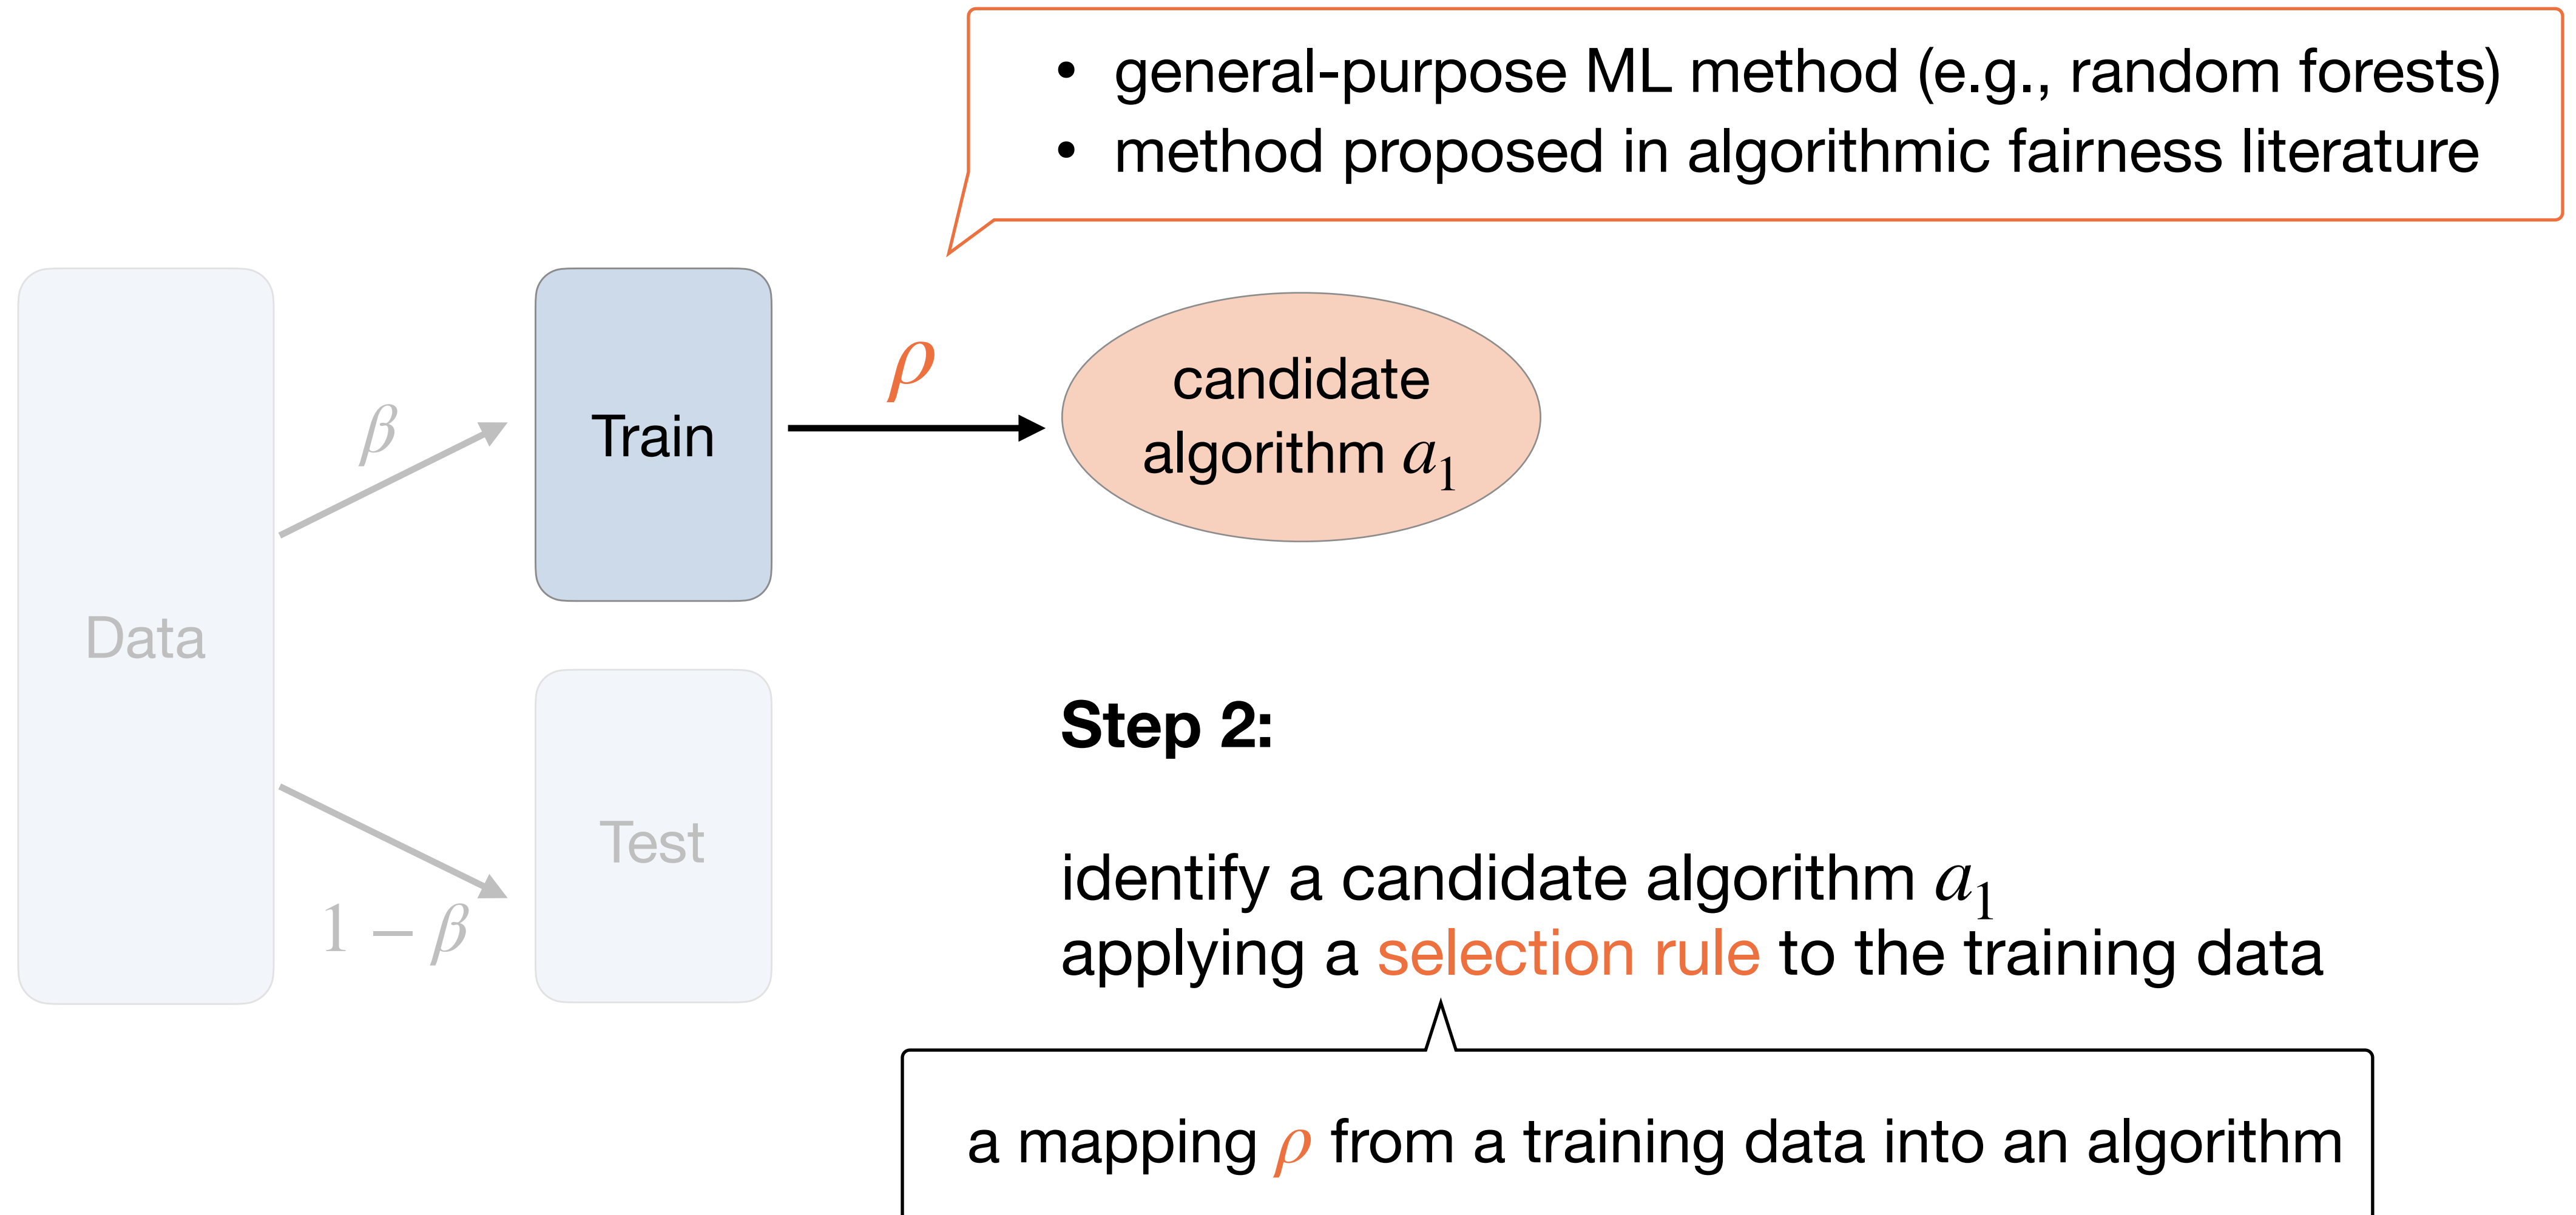 • general-purpose ML method (e.g., random forests)
• method proposed in algorithmic fairness literature
Data
β
1 − β
Train
Test
ρ
candidate
algorithm a₁
Step 2:
identify a candidate algorithm a₁
applying a selection rule to the training data
a mapping ρ from a training data into an algorithm